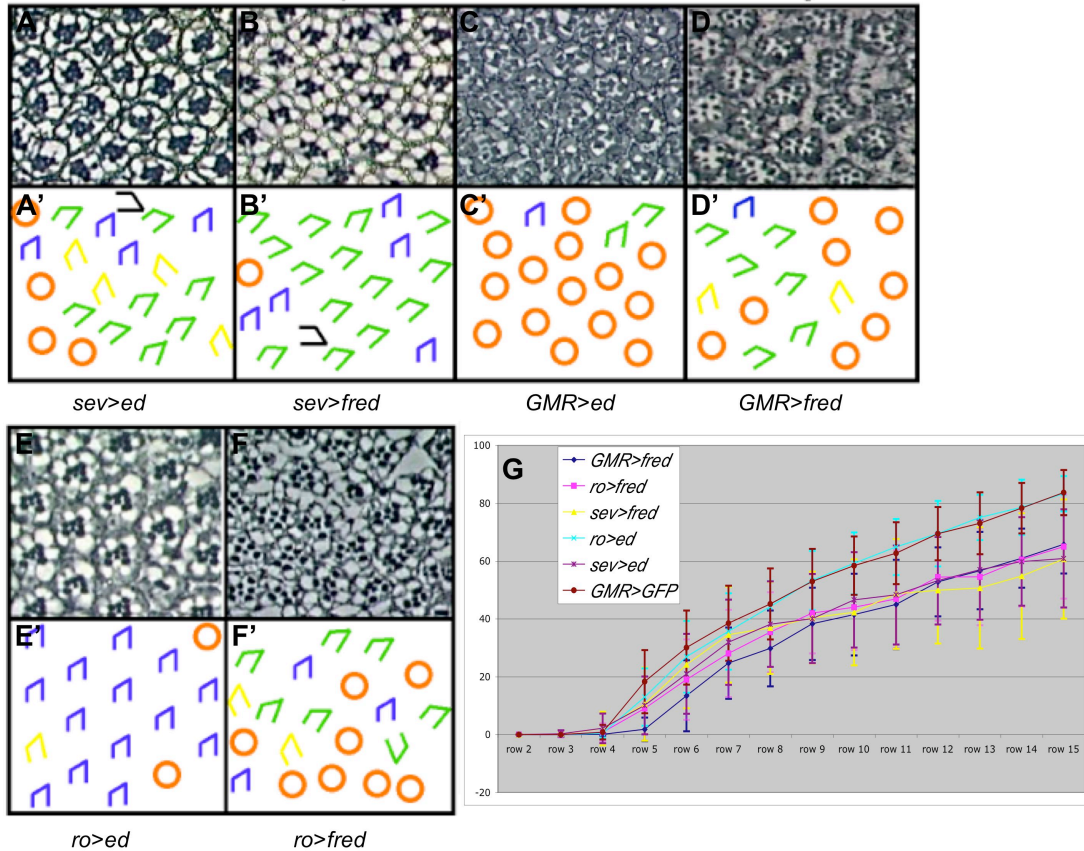 A B C D
A' B' C' D'
sev>ed sev>fred GMR>ed GMR>fred
E F
E' F'
ro>ed ro>fred
G
GMR>fred
ro>fred
sev>fred
ro>ed
sev>ed
GMR>GFP
100
80
60
40
20
0
-20
row 2 row 3 row 4 row 5 row 6 row 7 row 8 row 9 row 10 row 11 row 12 row 13 row 14 row 15